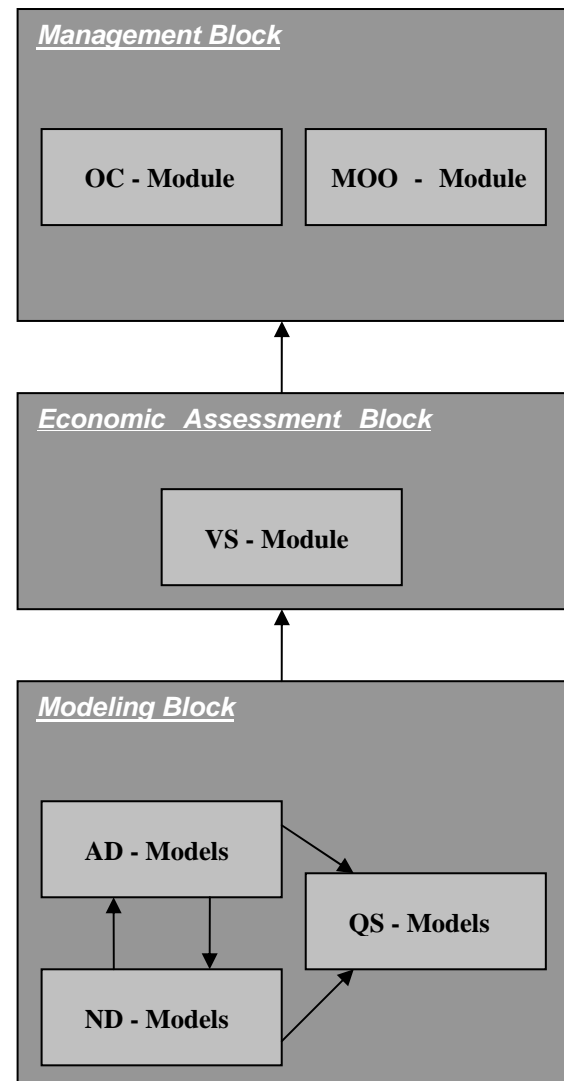 Management Block
OC - Module
MOO - Module
Economic Assessment Block
VS - Module
Modeling Block
AD - Models
QS - Models
ND - Models